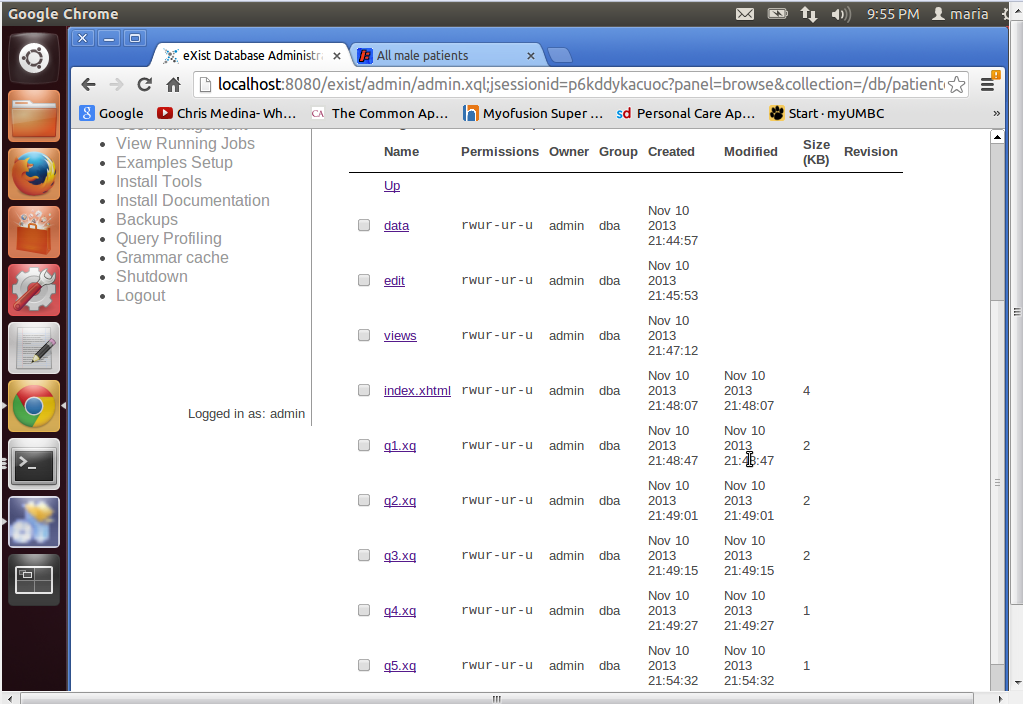 Google Chrome
9:55 PM maria
eXist Database Administr
All male patients
localhost:8080/exist/admin/admin.xql;jsessionid=p6kddykacuoc?panel=browse&collection=/db/patient
Google Chris Medina- Wh... The Common Ap... Myofusion Super ... Personal Care Ap... Start · myUMBC »
User Management
View Running Jobs
Examples Setup
Install Tools
Install Documentation
Backups
Query Profiling
Grammar cache
Shutdown
Logout
Logged in as: admin
Name Permissions Owner Group Created Modified Size (KB) Revision
Up
data rwur-ur-u admin dba Nov 10 2013 21:44:57
edit rwur-ur-u admin dba Nov 10 2013 21:45:53
views rwur-ur-u admin dba Nov 10 2013 21:47:12
index.xhtml rwur-ur-u admin dba Nov 10 2013 21:48:07 Nov 10 2013 21:48:07 4
q1.xq rwur-ur-u admin dba Nov 10 2013 21:48:47 Nov 10 2013 21:48:47 2
q2.xq rwur-ur-u admin dba Nov 10 2013 21:49:01 Nov 10 2013 21:49:01 2
q3.xq rwur-ur-u admin dba Nov 10 2013 21:49:15 Nov 10 2013 21:49:15 2
q4.xq rwur-ur-u admin dba Nov 10 2013 21:49:27 Nov 10 2013 21:49:27 1
q5.xq rwur-ur-u admin dba Nov 10 2013 21:54:32 Nov 10 2013 21:54:32 1